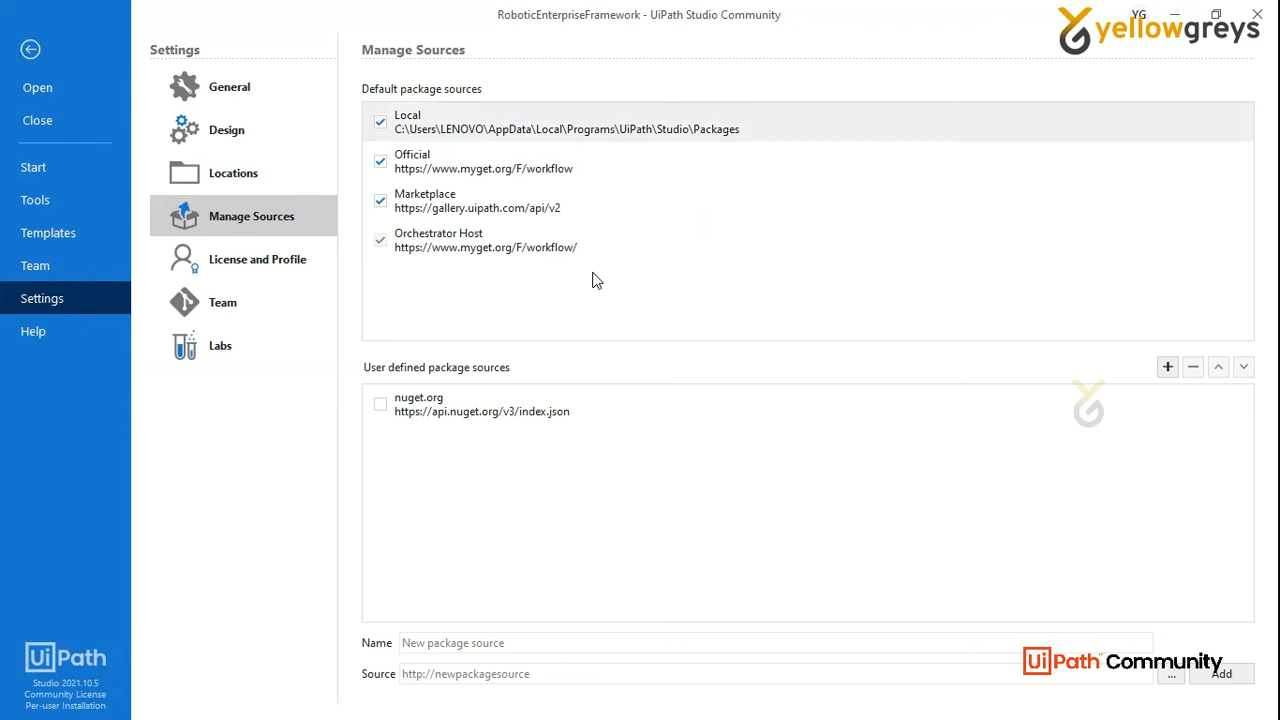 RoboticEnterpriseFramework - UiPath Studio Community
YG
yellowgreys
Open
Close
Start
Tools
Templates
Team
Settings
Help
UiPath
Studio 2021.10.5
Community License
Per-user Installation
Settings
General
Design
Locations
Manage Sources
License and Profile
Team
Labs
Manage Sources
Default package sources
Local
C:\Users\LENOVO\AppData\Local\Programs\UiPath\Studio\Packages
Official
https://www.myget.org/F/workflow
Marketplace
https://gallery.uipath.com/api/v2
Orchestrator Host
https://www.myget.org/F/workflow/
User defined package sources
nuget.org
https://api.nuget.org/v3/index.json
Name New package source
Source http://newpackagesource
... Add
UiPath Community